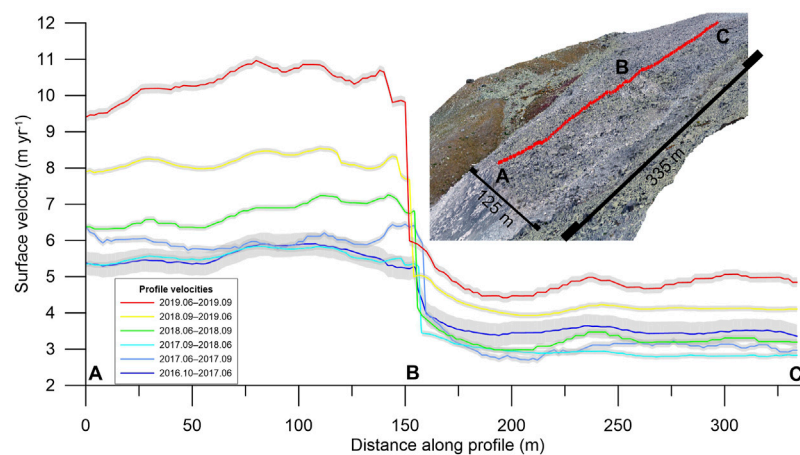 12
11
10
9
8
7
6
5
4
3
2
Surface velocity (m yr⁻¹)
Profile velocities
2019.06–2019.09
2018.09–2019.06
2018.06–2018.09
2017.09–2018.06
2017.06–2017.09
2016.10–2017.06
A
B
C
0
50
100
150
200
250
300
Distance along profile (m)
A
B
C
125 m
335 m